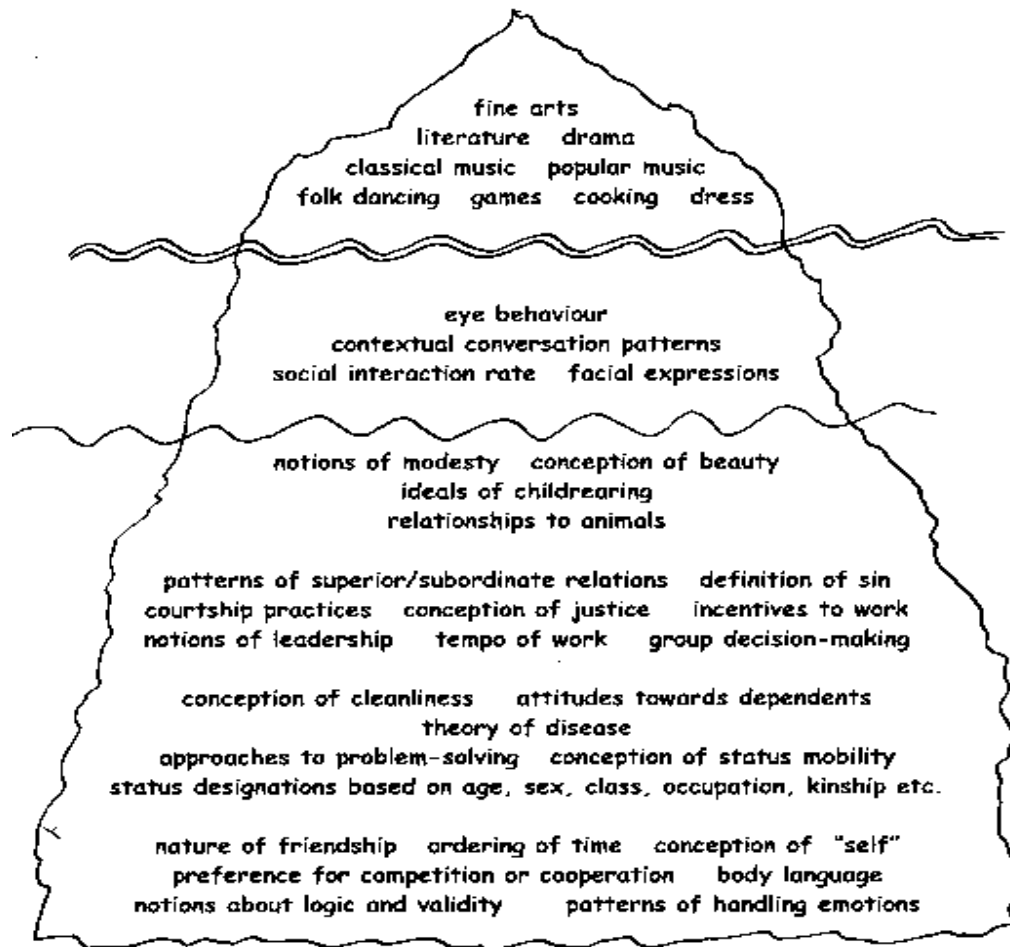 fine arts
literature drama
classical music popular music
folk dancing games cooking dress
eye behaviour
contextual conversation patterns
social interaction rate facial expressions
notions of modesty conception of beauty
ideals of childrearing
relationships to animals
patterns of superior/subordinate relations definition of sin
courtship practices conception of justice incentives to work
notions of leadership tempo of work group decision-making
conception of cleanliness attitudes towards dependents
theory of disease
approaches to problem-solving conception of status mobility
status designations based on age, sex, class, occupation, kinship etc.
nature of friendship ordering of time conception of "self"
preference for competition or cooperation body language
notions about logic and validity patterns of handling emotions